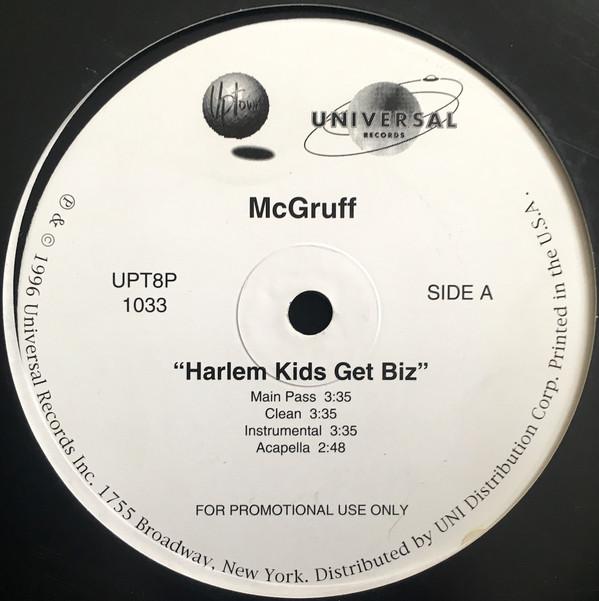 Uptown
UNIVERSAL
RECORDS
McGruff
UPT8P
1033
SIDE A
“Harlem Kids Get Biz”
Main Pass 3:35
Clean 3:35
Instrumental 3:35
Acapella 2:48
FOR PROMOTIONAL USE ONLY
℗ & © 1996 Universal Records Inc. 1755 Broadway, New York. Distributed by UNI Distribution Corp. Printed in the U.S.A.